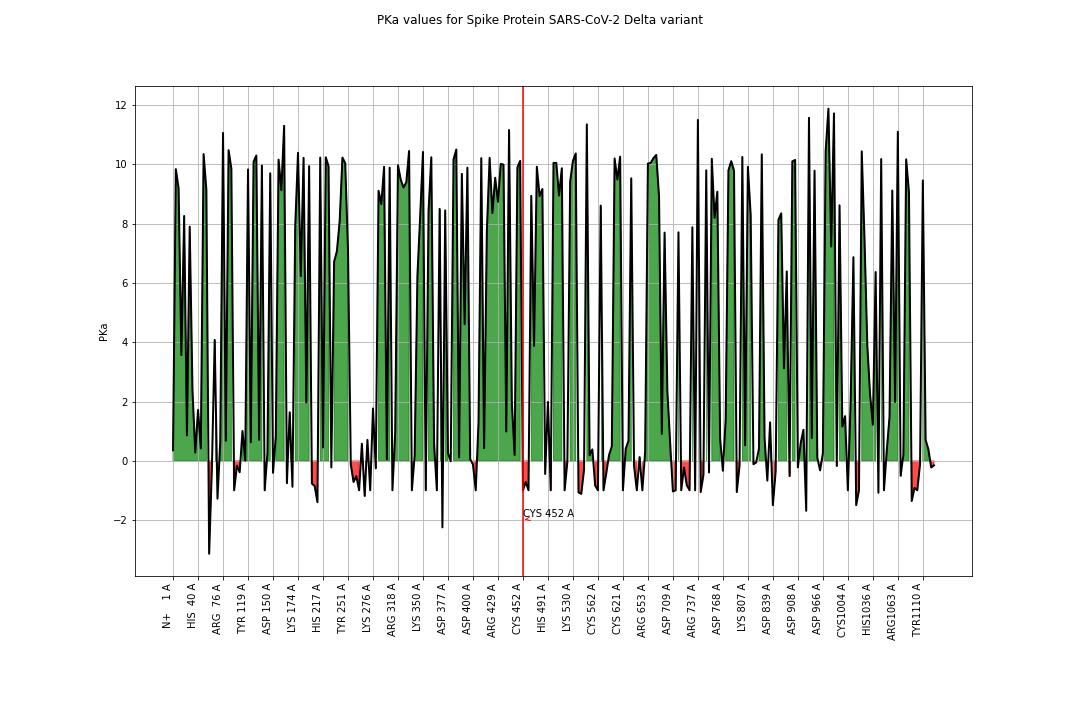 PKa values for Spike Protein SARS-CoV-2 Delta variant
12
10
8
6
4
2
0
−2
PKa
CYS 452 A
N+ 1 A
HIS 40 A
ARG 76 A
TYR 119 A
ASP 150 A
LYS 174 A
HIS 217 A
TYR 251 A
LYS 276 A
ARG 318 A
LYS 350 A
ASP 377 A
ASP 400 A
ARG 429 A
CYS 452 A
HIS 491 A
LYS 530 A
CYS 562 A
CYS 621 A
ARG 653 A
ASP 709 A
ARG 737 A
ASP 768 A
LYS 807 A
ASP 839 A
ASP 908 A
ASP 966 A
CYS1004 A
HIS1036 A
ARG1063 A
TYR1110 A